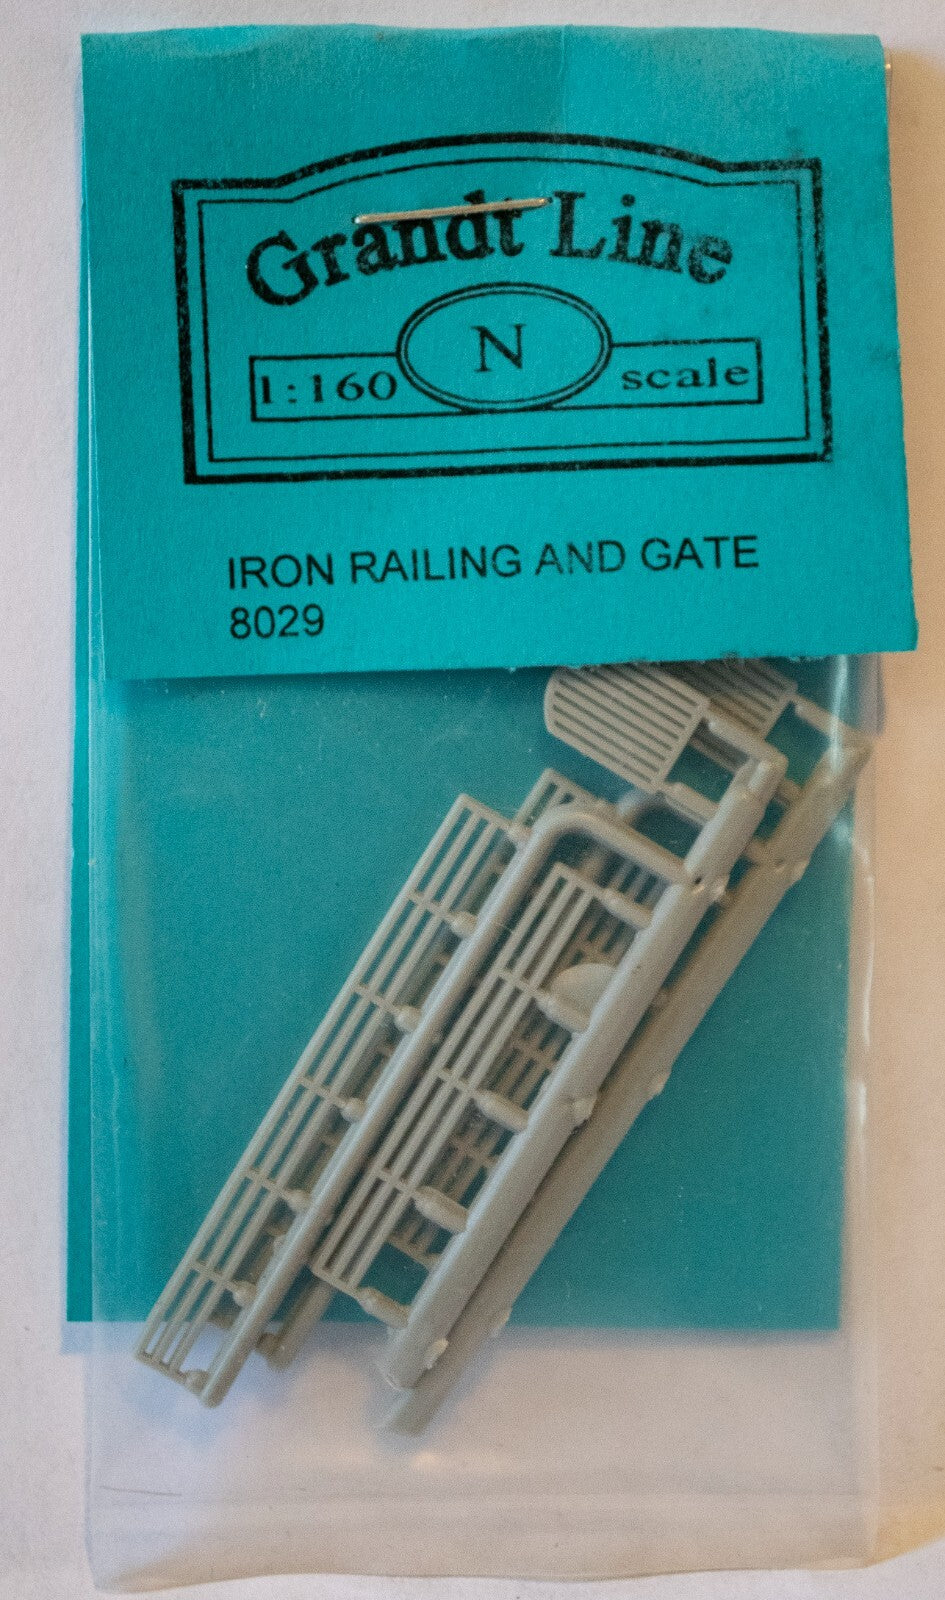 Grandt Line
N
1:160 scale
IRON RAILING AND GATE
8029